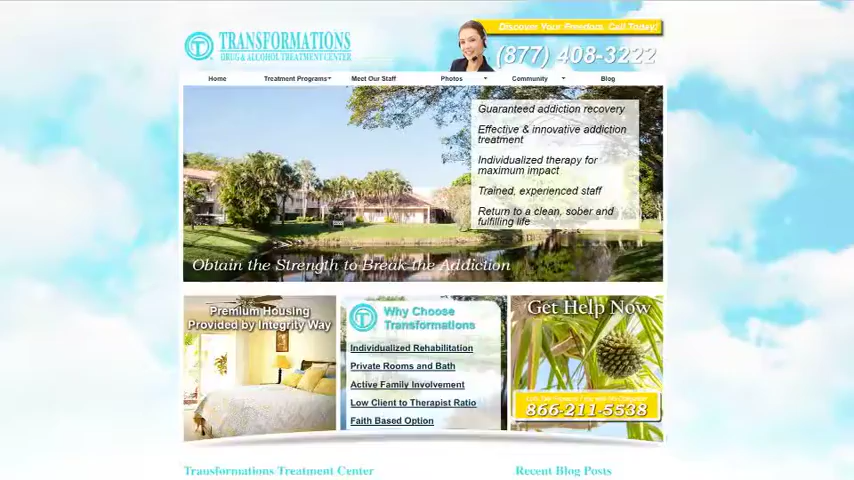 TRANSFORMATIONS
DRUG & ALCOHOL TREATMENT CENTER
Discover Your Freedom. Call Today!
(877) 408-3222
Home
Treatment Programs
Meet Our Staff
Photos
Community
Blog
Guaranteed addiction recovery
Effective & innovative addiction
treatment
Individualized therapy for
maximum impact
Trained, experienced staff
Return to a clean, sober and
fulfilling life
Obtain the Strength to Break the Addiction
Premium Housing
Provided by Integrity Way
Why Choose
Transformations
Individualized Rehabilitation
Private Rooms and Bath
Active Family Involvement
Low Client to Therapist Ratio
Faith Based Option
Get Help Now
866-211-5538
Transformations Treatment Center
Recent Blog Posts